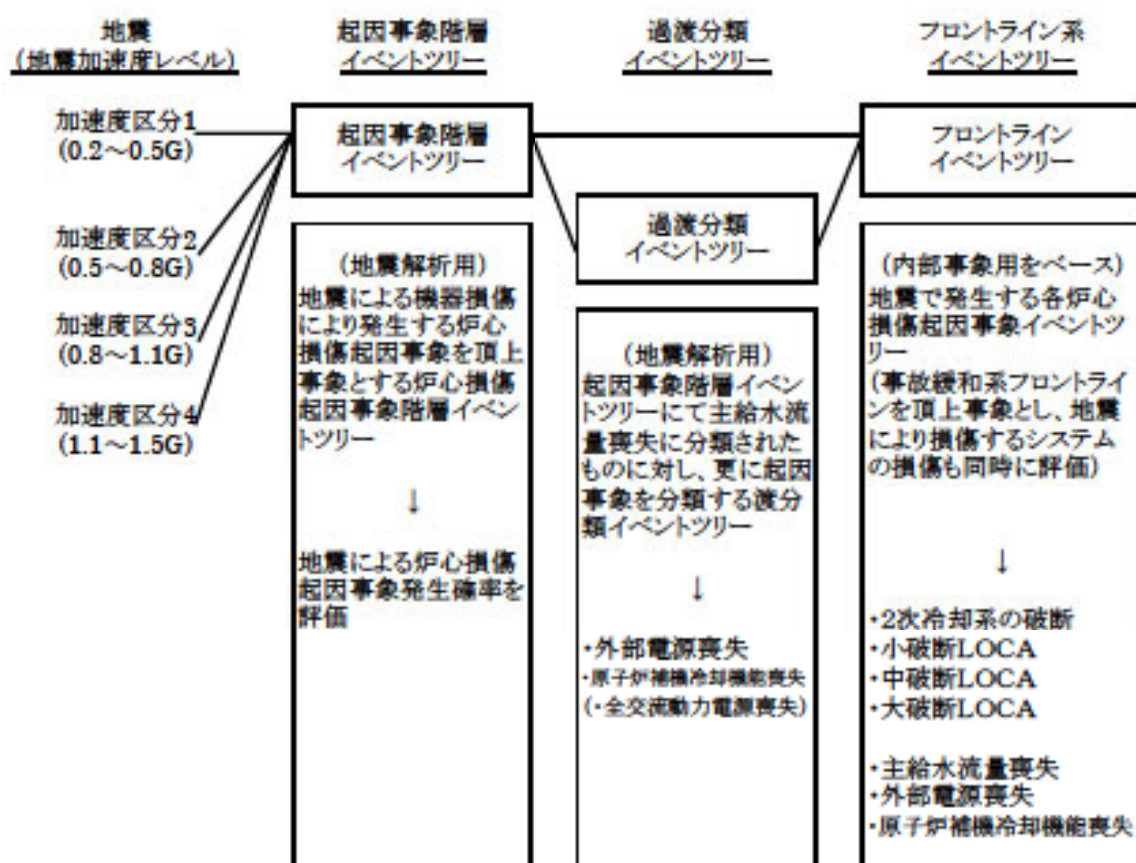 地震
(地震加速度レベル)
起因事象階層
イベントツリー
過渡分類
イベントツリー
フロントライン系
イベントツリー
加速度区分1
(0.2～0.5G)
加速度区分2
(0.5～0.8G)
加速度区分3
(0.8～1.1G)
加速度区分4
(1.1～1.5G)
起因事象階層
イベントツリー
(地震解析用)
地震による機器損傷
により発生する炉心
損傷起因事象を頂上
事象とする炉心損傷
起因事象階層イベン
トツリー
↓
地震による炉心損傷
起因事象発生確率を
評価
過渡分類
イベントツリー
(地震解析用)
起因事象階層イベン
トツリーにて主給水流
量喪失に分類された
ものに対し、更に起因
事象を分類する渡分
類イベントツリー
↓
・外部電源喪失
・原子炉補機冷却機能喪失
(・全交流動力電源喪失)
フロントライン
イベントツリー
(内部事象用をベース)
地震で発生する各炉心
損傷起因事象イベントツ
リー
(事故緩和系フロントライ
ンを頂上事象とし、地震
により損傷するシステム
の損傷も同時に評価)
↓
・2次冷却系の破断
・小破断LOCA
・中破断LOCA
・大破断LOCA
・主給水流量喪失
・外部電源喪失
・原子炉補機冷却機能喪失